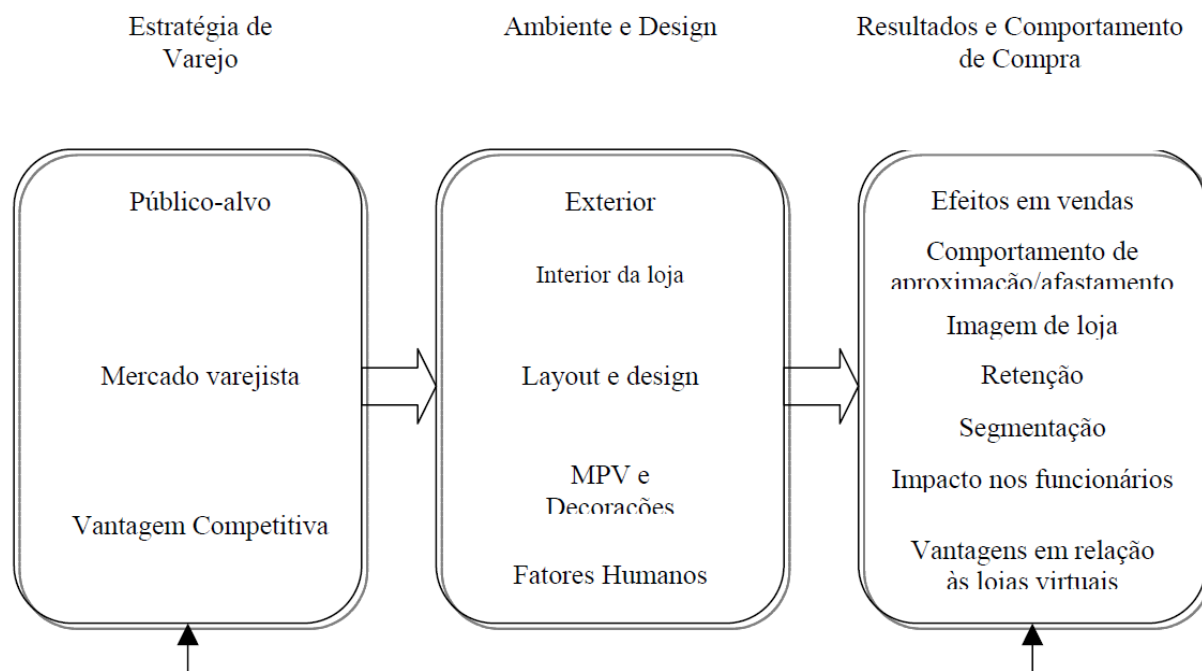 Estratégia de
Varejo
Ambiente e Design
Resultados e Comportamento
de Compra
Público-alvo
Mercado varejista
Vantagem Competitiva
Exterior
Interior da loja
Layout e design
MPV e
Decorações
Fatores Humanos
Efeitos em vendas
Comportamento de
aproximação/afastamento
Imagem de loja
Retenção
Segmentação
Impacto nos funcionários
Vantagens em relação
às lojas virtuais